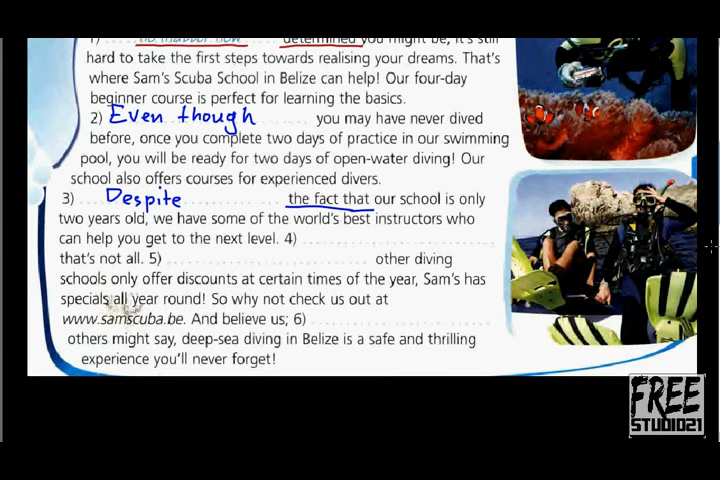 1) no matter how determined you might be, it's still
hard to take the first steps towards realising your dreams. That's
where Sam's Scuba School in Belize can help! Our four-day
beginner course is perfect for learning the basics.
2) Even though you may have never dived
before, once you complete two days of practice in our swimming
pool, you will be ready for two days of open-water diving! Our
school also offers courses for experienced divers.
3) Despite the fact that our school is only
two years old, we have some of the world's best instructors who
can help you get to the next level. 4)
that's not all. 5) other diving
schools only offer discounts at certain times of the year, Sam's has
specials all year round! So why not check us out at
www.samscuba.be. And believe us; 6)
others might say, deep-sea diving in Belize is a safe and thrilling
experience you'll never forget!
FREE
STUDIO21